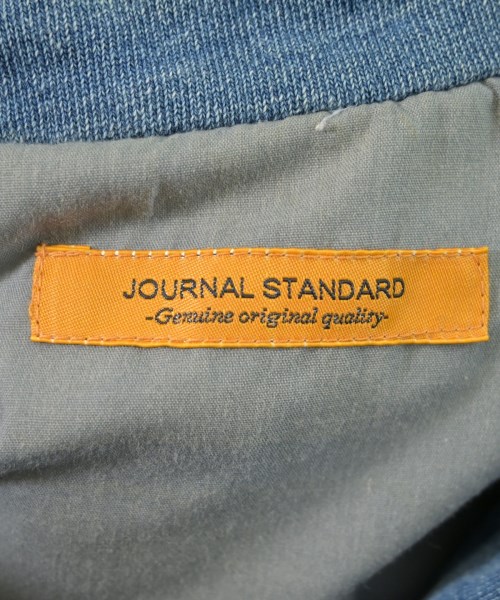 JOURNAL STANDARD
-Genuine original quality-